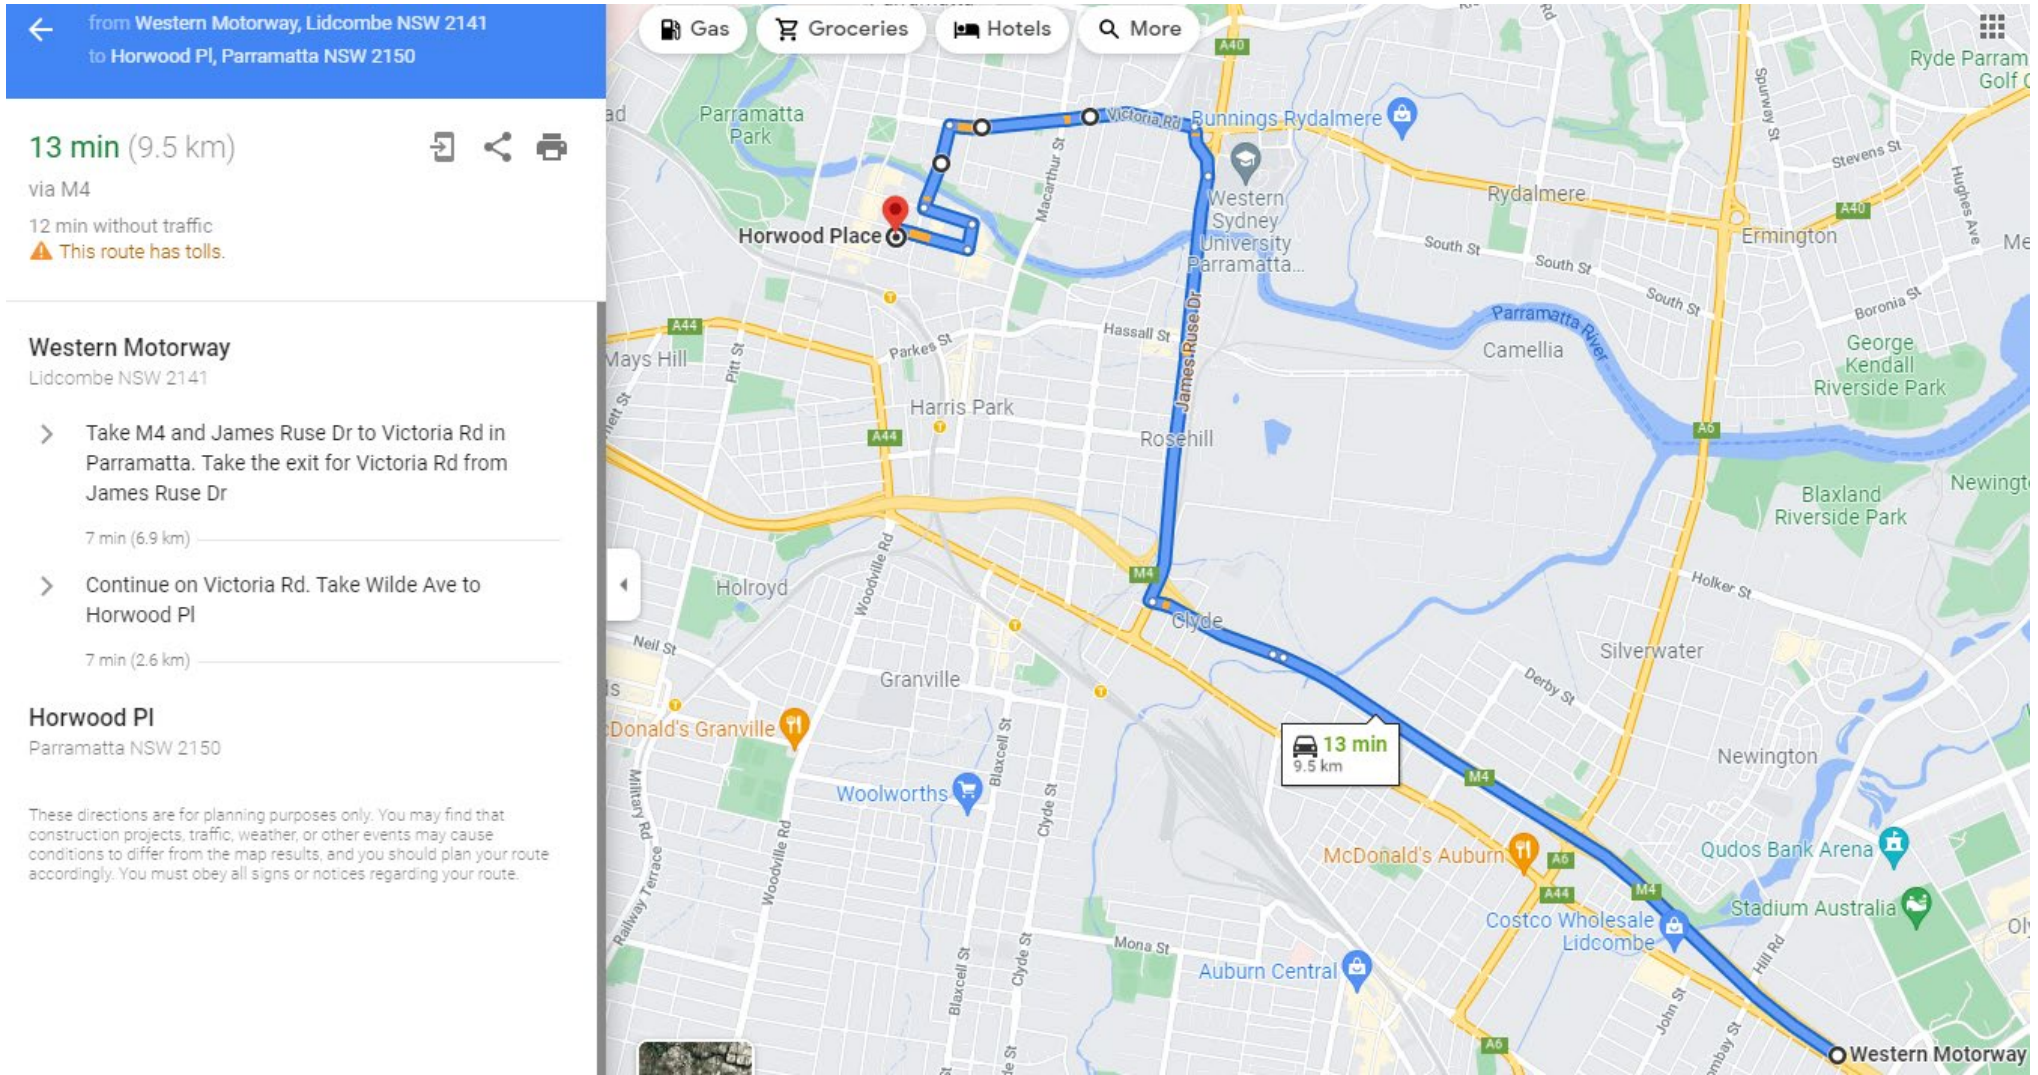 from Western Motorway, Lidcombe NSW 2141
to Horwood Pl, Parramatta NSW 2150
13 min (9.5 km)
via M4
12 min without traffic
This route has tolls.
Western Motorway
Lidcombe NSW 2141
Take M4 and James Ruse Dr to Victoria Rd in
Parramatta. Take the exit for Victoria Rd from
James Ruse Dr
7 min (6.9 km)
Continue on Victoria Rd. Take Wilde Ave to
Horwood Pl
7 min (2.6 km)
Horwood Pl
Parramatta NSW 2150
These directions are for planning purposes only. You may find that
construction projects, traffic, weather, or other events may cause
conditions to differ from the map results, and you should plan your route
accordingly. You must obey all signs or notices regarding your route.
Gas
Groceries
Hotels
More
A40
Ryde Parram
Golf C
Spurway St
Parramatta
Park
Victoria Rd
Bunnings Rydalmere
Stevens St
Hughes Ave
Macarthur St
Western
Sydney
University
Parramatta...
Rydalmere
A40
Horwood Place
South St
South St
South St
Ermington
Me
Boronia St
Parramatta River
A44
Mays Hill
Pitt St
Parkes St
Hassall St
James Ruse Dr
Camellia
George
Kendall
Riverside Park
Harris Park
A44
Rosehill
A6
Blaxland
Riverside Park
Newingt
M4
Holroyd
Woodville Rd
Clyde
Holker St
Neil St
Granville
Silverwater
Derby St
Donald's Granville
Blaxcell St
13 min
9.5 km
Newington
M4
Military Rd
Woolworths
Clyde St
Woodville Rd
McDonald's Auburn
A6
A44
M4
Qudos Bank Arena
Stadium Australia
Costco Wholesale
Lidcombe
Railway Terrace
Mona St
Blaxcell St
Clyde St
Auburn Central
Hill Rd
John St
A6
Western Motorway